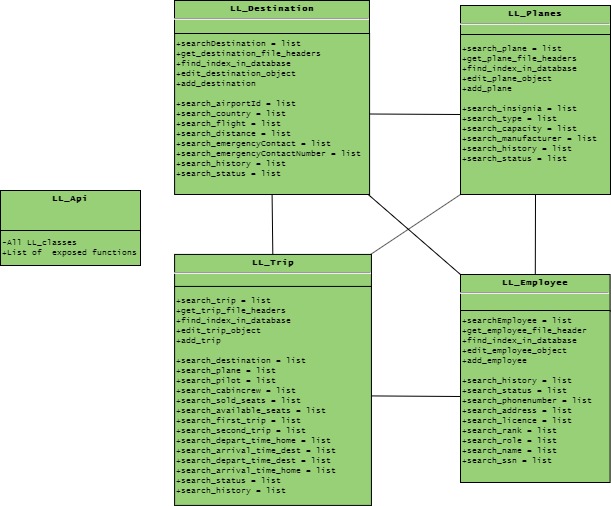 LL_Destination
+searchDestination = list
+get_destination_file_headers
+find_index_in_database
+edit_destination_object
+add_destination
+search_airportId = list
+search_country = list
+search_flight = list
+search_distance = list
+search_emergencyContact = list
+search_emergencyContactNumber = list
+search_history = list
+search_status = list
LL_Planes
+search_plane = list
+get_plane_file_headers
+find_index_in_database
+edit_plane_object
+add_plane
+search_insignia = list
+search_type = list
+search_capacity = list
+search_manufacturer = list
+search_history = list
+search_status = list
LL_Api
-All LL_classes
+List of exposed functions
LL_Trip
+search_trip = list
+get_trip_file_headers
+find_index_in_database
+edit_trip_object
+add_trip
+search_destination = list
+search_plane = list
+search_pilot = list
+search_cabincrew = list
+search_sold_seats = list
+search_available_seats = list
+search_first_trip = list
+search_second_trip = list
+search_depart_time_home = list
+search_arrival_time_dest = list
+search_depart_time_dest = list
+search_arrival_time_home = list
+search_status = list
+search_history = list
LL_Employee
+searchEmployee = list
+get_employee_file_header
+find_index_in_database
+edit_employee_object
+add_employee
+search_history = list
+search_status = list
+search_phonenumber = list
+search_address = list
+search_licence = list
+search_rank = list
+search_role = list
+search_name = list
+search_ssn = list